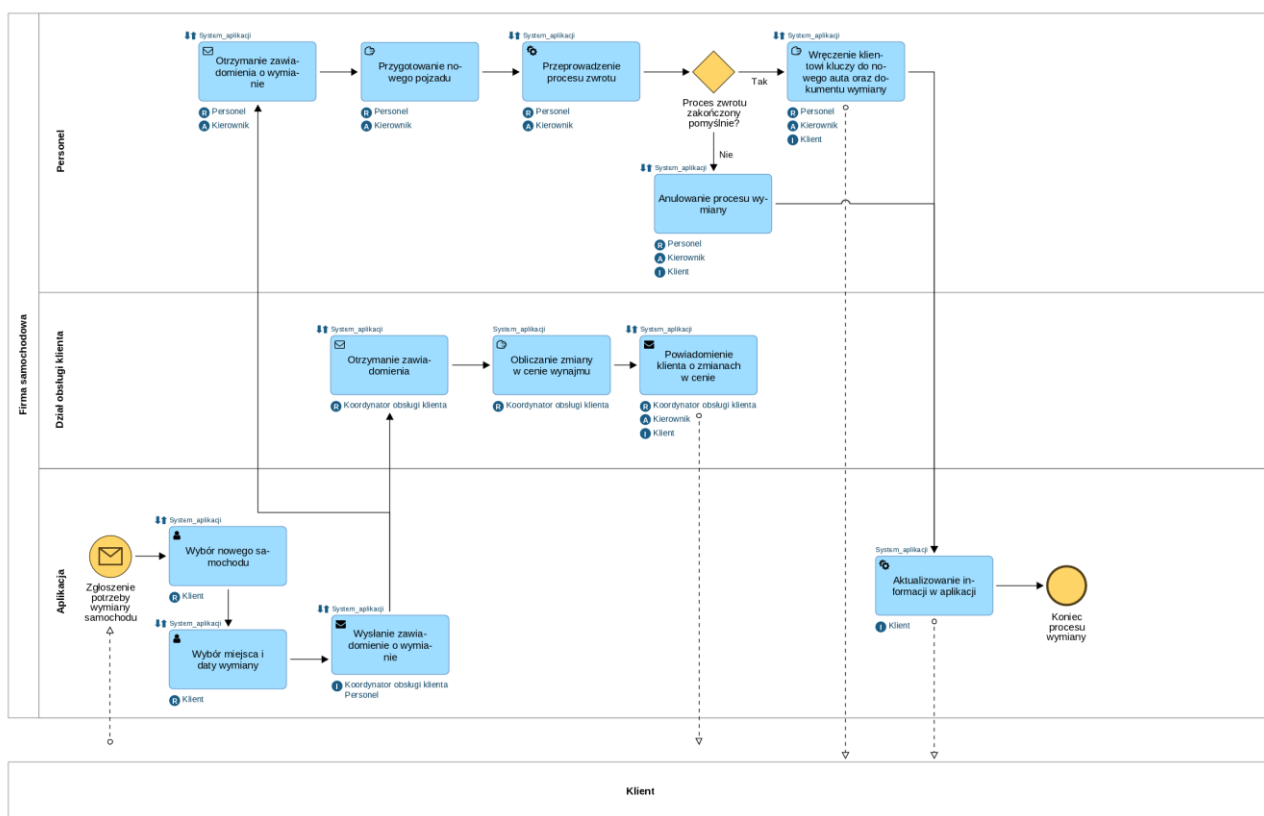 Firma samochodowa
Personel
System_aplikacji
Otrzymanie zawia-
domienia o wymia-
nie
R Personel
A Kierownik
Przygotowanie no-
wego pojzadu
R Personel
A Kierownik
System_aplikacji
Przeprowadzenie
procesu zwrotu
R Personel
A Kierownik
Proces zwrotu
zakończony
pomyślnie?
Tak
Nie
System_aplikacji
Wręczenie klien-
towi kluczy do no-
wego auta oraz do-
kumentu wymiany
R Personel
A Kierownik
I Klient
System_aplikacji
Anulowanie procesu wy-
miany
R Personel
A Kierownik
I Klient
Dział obsługi klienta
System_aplikacji
Otrzymanie zawia-
domienia
R Koordynator obsługi klienta
System_aplikacji
Obliczanie zmiany
w cenie wynajmu
R Koordynator obsługi klienta
System_aplikacji
Powiadomienie
klienta o zmianach
w cenie
R Koordynator obsługi klienta
A Kierownik
I Klient
Aplikacja
Zgłoszenie
potrzeby
wymiany
samochodu
System_aplikacji
Wybór nowego sa-
mochodu
R Klient
System_aplikacji
Wybór miejsca i
daty wymiany
R Klient
System_aplikacji
Wysłanie zawia-
domienie o wymia-
nie
I Koordynator obsługi klienta
Personel
System_aplikacji
Aktualizowanie in-
formacji w aplikacji
I Klient
Koniec
procesu
wymiany
Klient